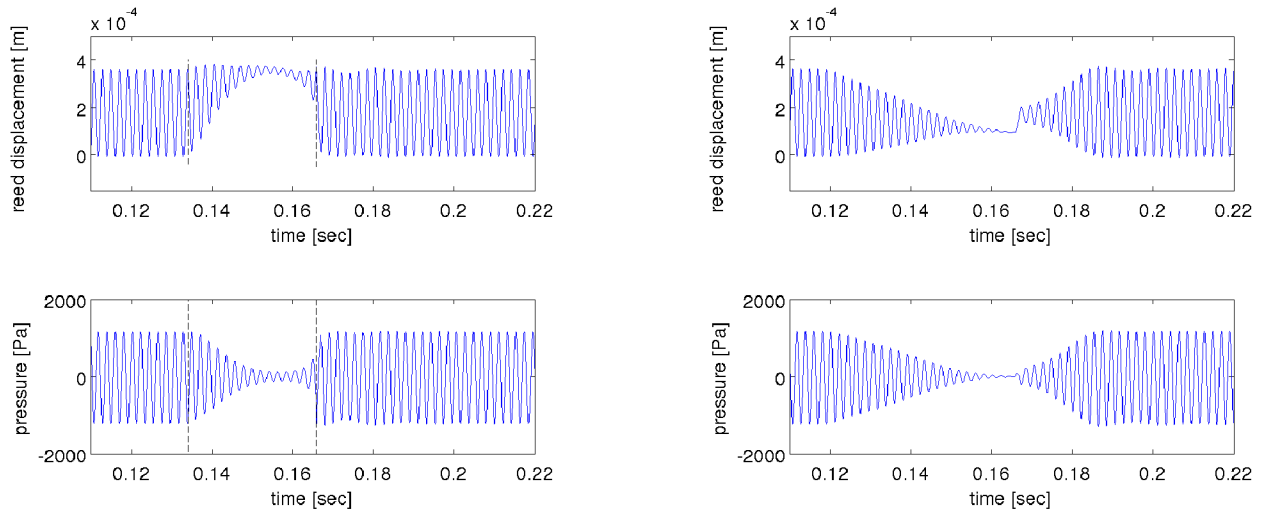 x 10⁻⁴
4
2
0
reed displacement [m]
0.12 0.14 0.16 0.18 0.2 0.22
time [sec]
x 10⁻⁴
4
2
0
reed displacement [m]
0.12 0.14 0.16 0.18 0.2 0.22
time [sec]
2000
0
-2000
pressure [Pa]
0.12 0.14 0.16 0.18 0.2 0.22
time [sec]
2000
0
-2000
pressure [Pa]
0.12 0.14 0.16 0.18 0.2 0.22
time [sec]